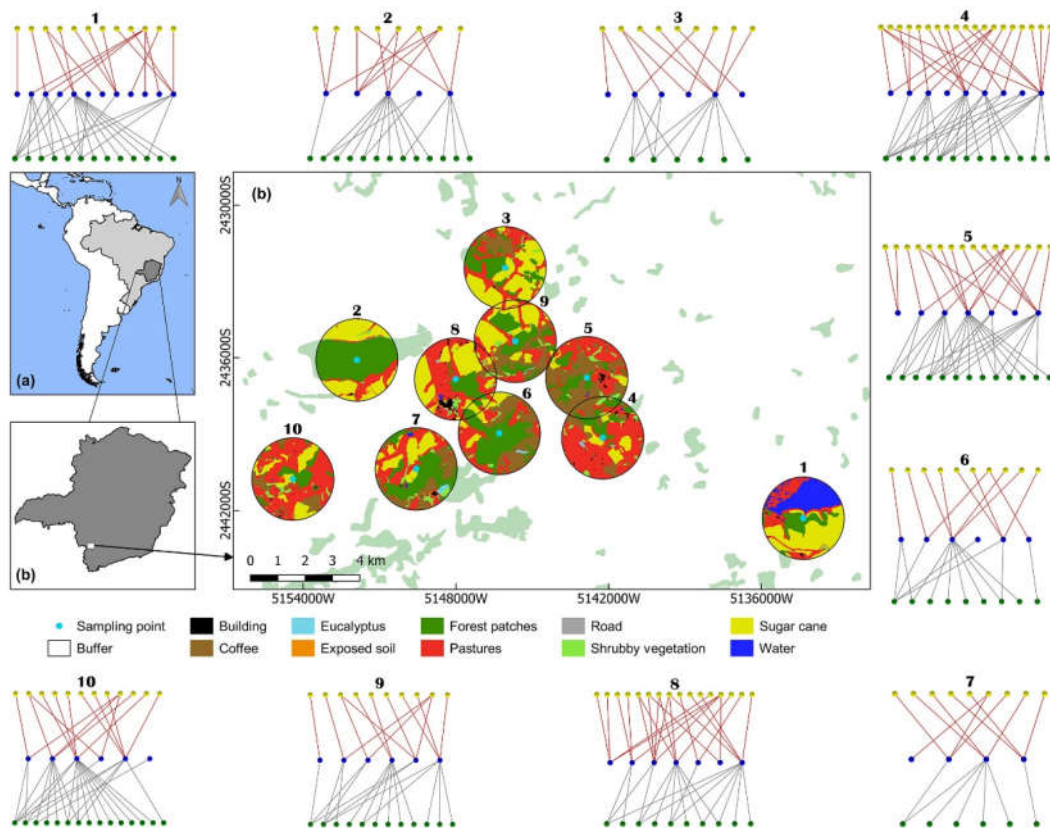 1
2
3
4
N
(a)
(b)
2430000S
2436000S
2442000S
(b)
3
9
2
8
5
6
4
7
10
1
0 1 2 3 4 km
5154000W
5148000W
5142000W
5136000W
5
6
Sampling point
Building
Eucalyptus
Forest patches
Road
Sugar cane
Buffer
Coffee
Exposed soil
Pastures
Shrubby vegetation
Water
10
9
8
7